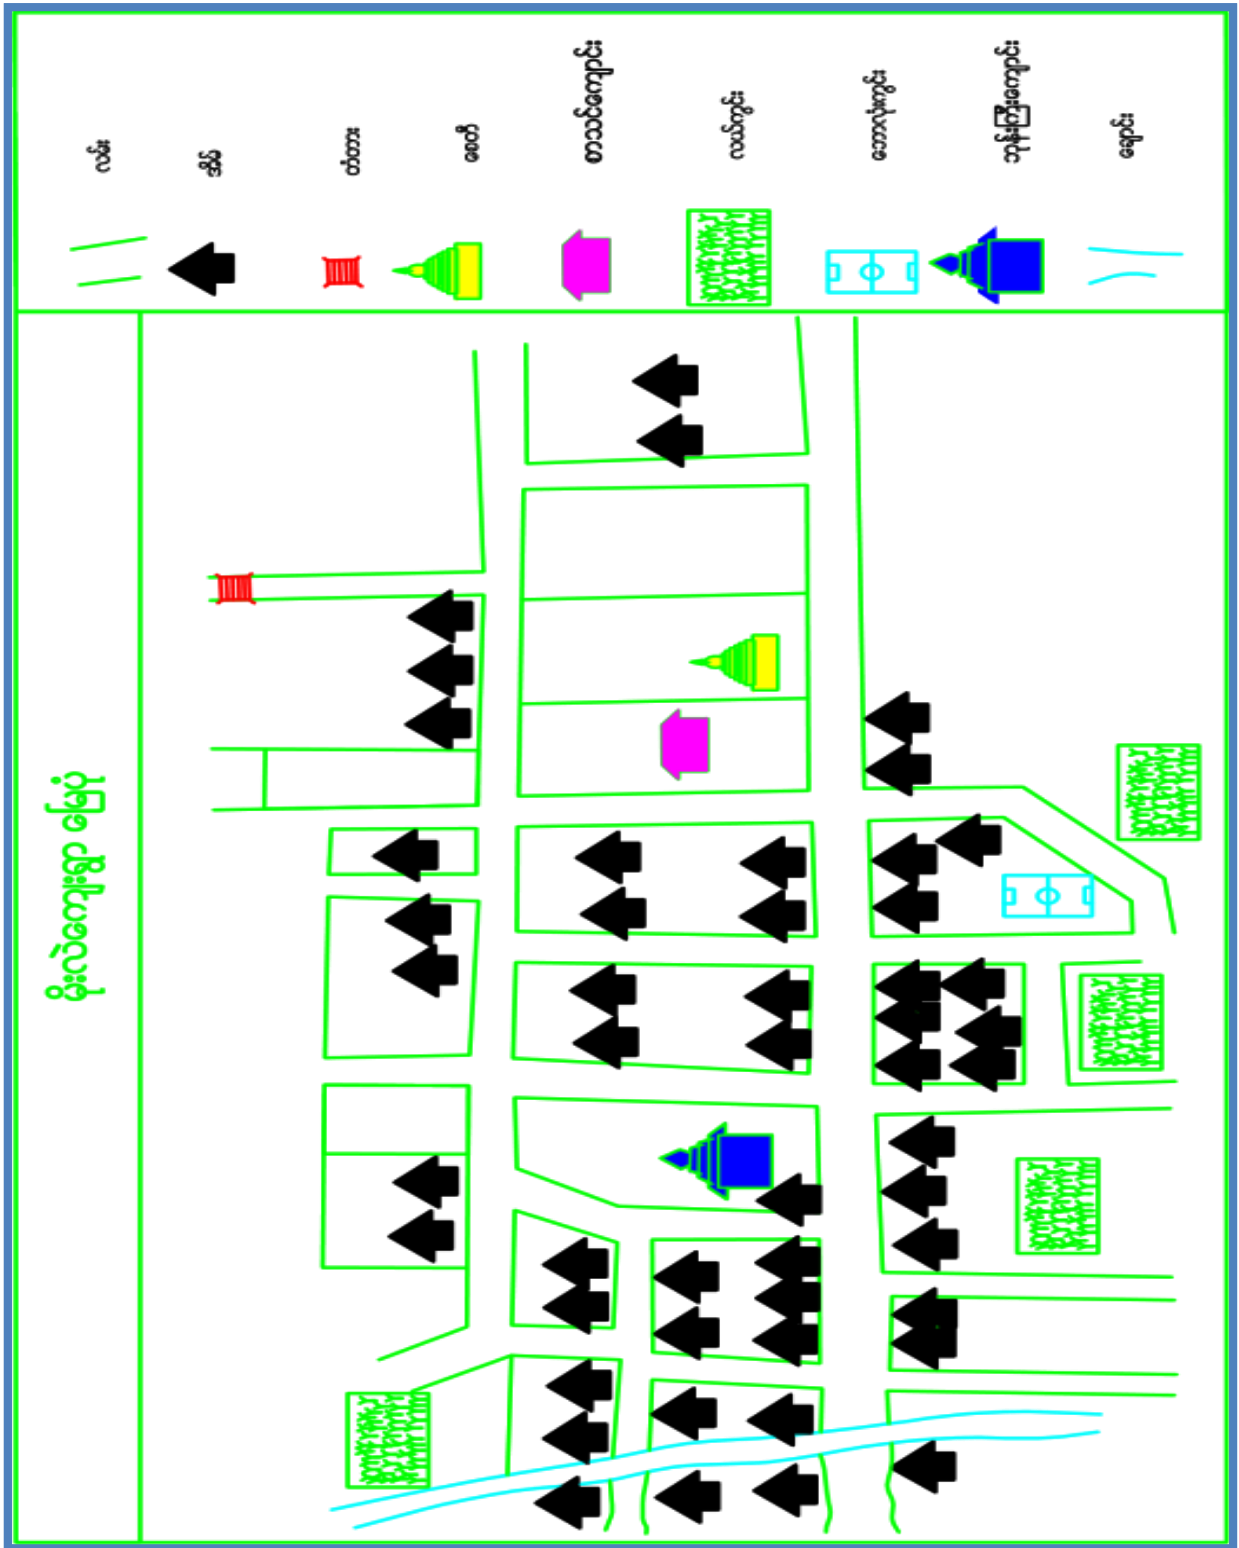 မိုးလဲကျေးရွာ မြေပုံ
လမ်း
အိမ်
တံတား
စေတီ
စာသင်ကျောင်း
လယ်ကွင်း
ဘောလုံးကွင်း
ဘုန်းကြီးကျောင်း
ချောင်း